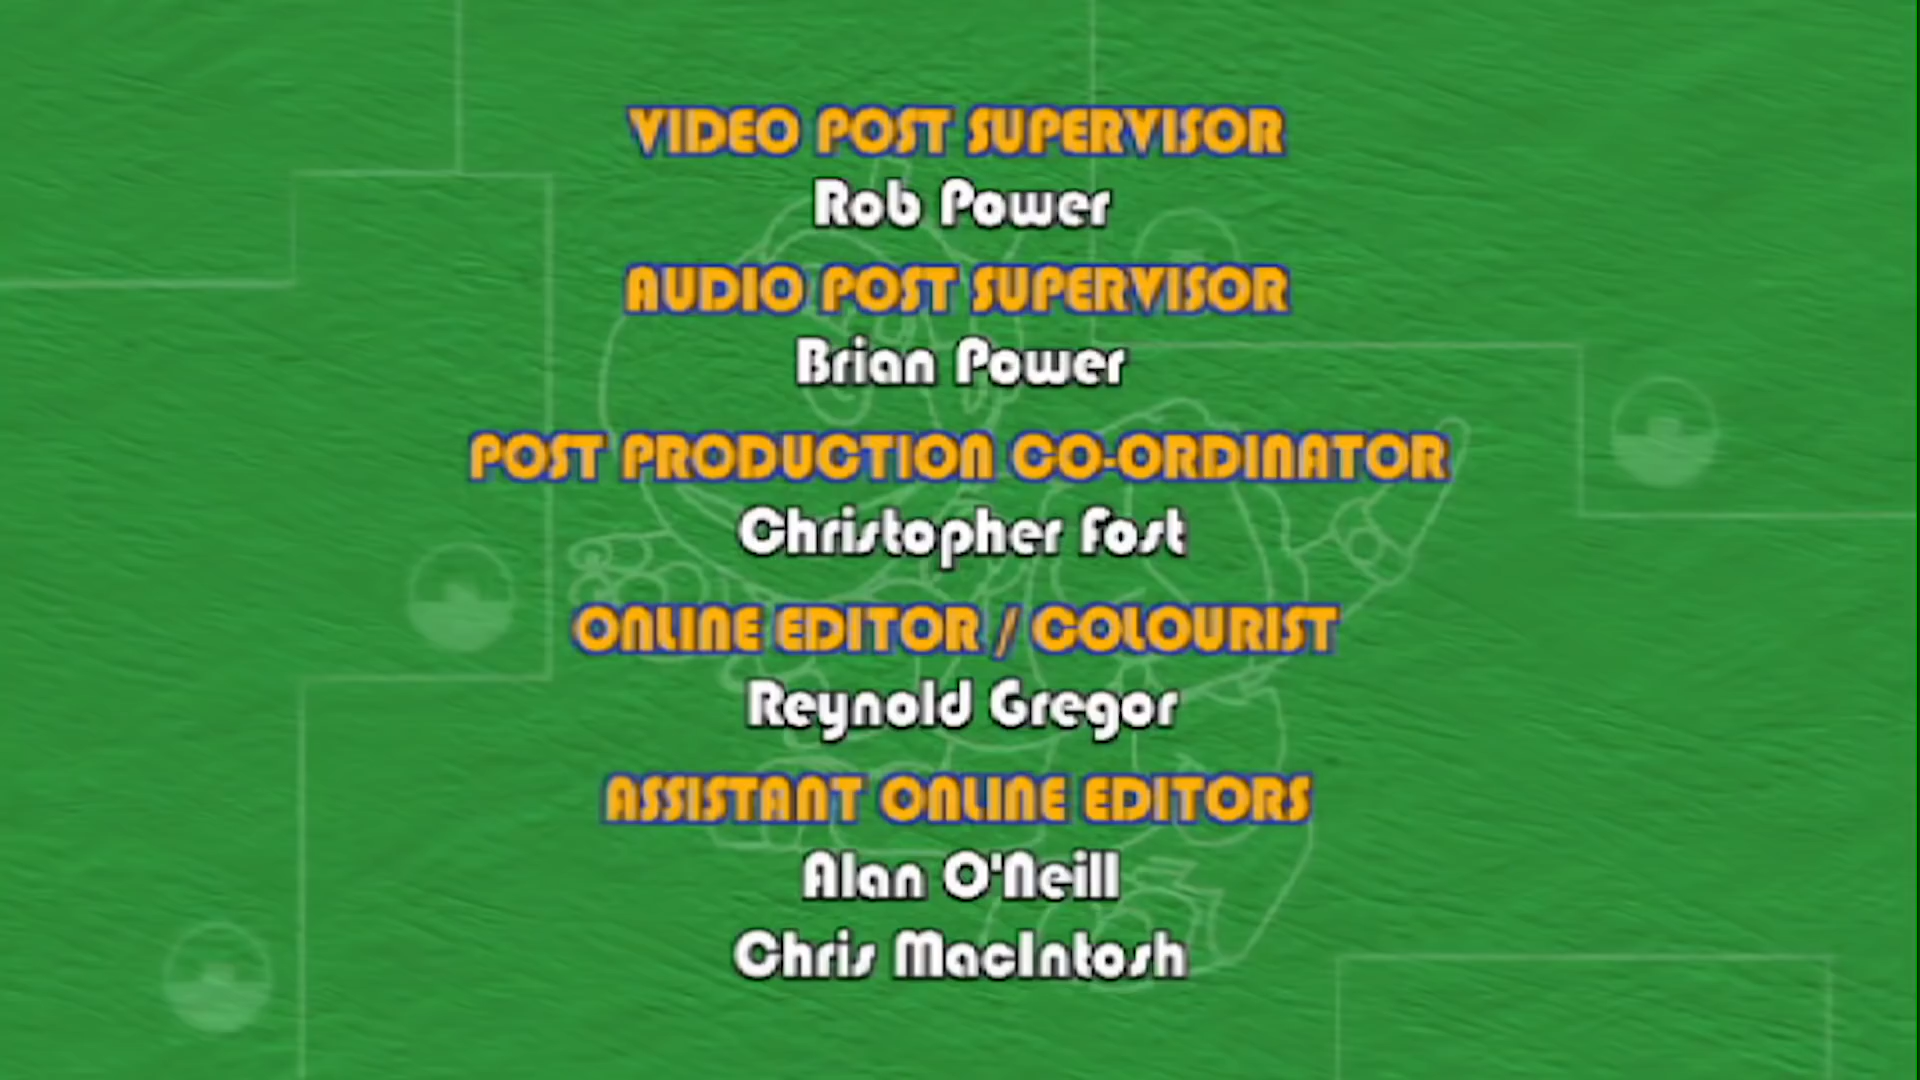 VIDEO POST SUPERVISOR
Rob Power
AUDIO POST SUPERVISOR
Brian Power
POST PRODUCTION CO-ORDINATOR
Christopher Fost
ONLINE EDITOR / COLOURIST
Reynold Gregor
ASSISTANT ONLINE EDITORS
Alan O'Neill
Chris MacIntosh